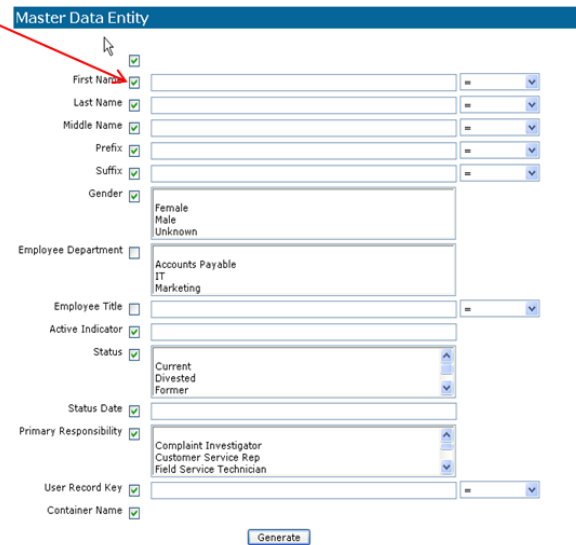 Master Data Entity
First Name =
Last Name =
Middle Name =
Prefix =
Suffix =
Gender
Female
Male
Unknown
Employee Department
Accounts Payable
IT
Marketing
Employee Title =
Active Indicator
Status
Current
Divested
Former
Status Date
Primary Responsibility
Complaint Investigator
Customer Service Rep
Field Service Technician
User Record Key =
Container Name
Generate